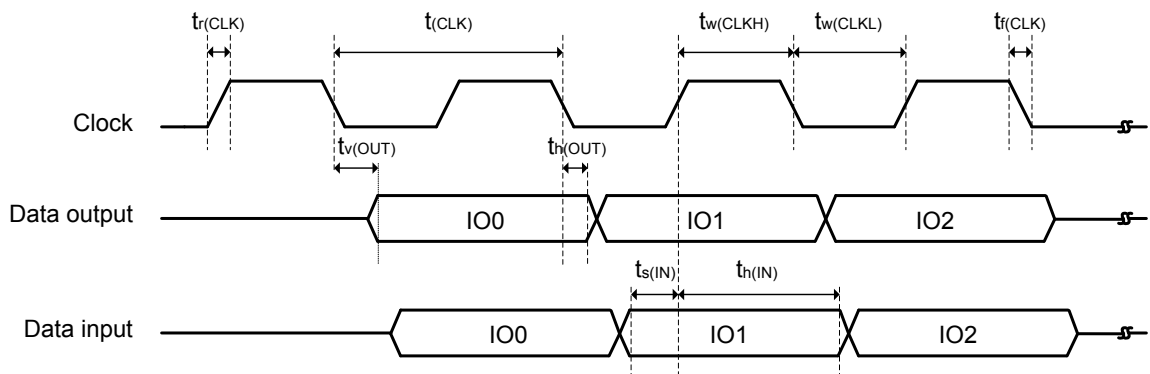 tr(CLK) t(CLK) tw(CLKH) tw(CLKL) tf(CLK)
Clock
tv(OUT) th(OUT)
Data output IO0 IO1 IO2
ts(IN) th(IN)
Data input IO0 IO1 IO2